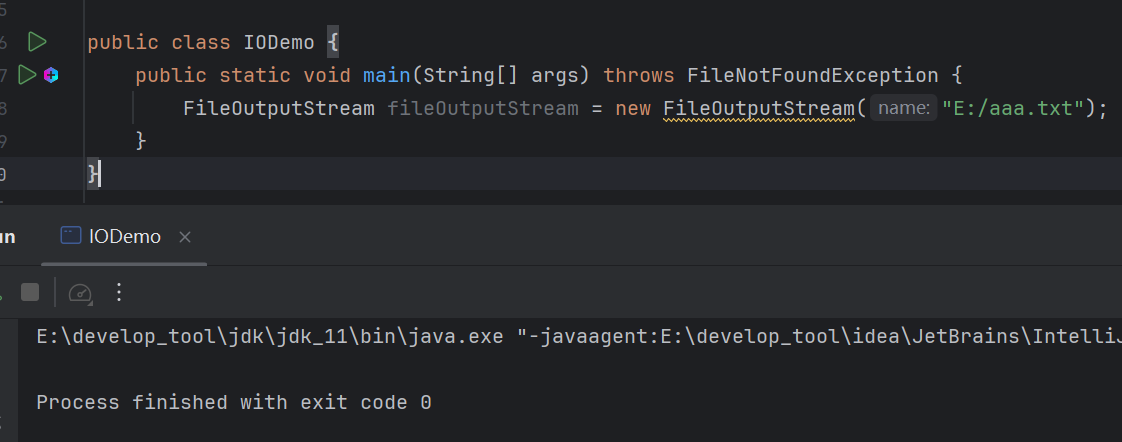 5
6
public class IODemo {
7
public static void main(String[] args) throws FileNotFoundException {
8
FileOutputStream fileOutputStream = new FileOutputStream( name: "E:/aaa.txt");
9
}
0
}
un
IODemo
E:\develop_tool\jdk\jdk_11\bin\java.exe "-javaagent:E:\develop_tool\idea\JetBrains\IntelliJ
Process finished with exit code 0